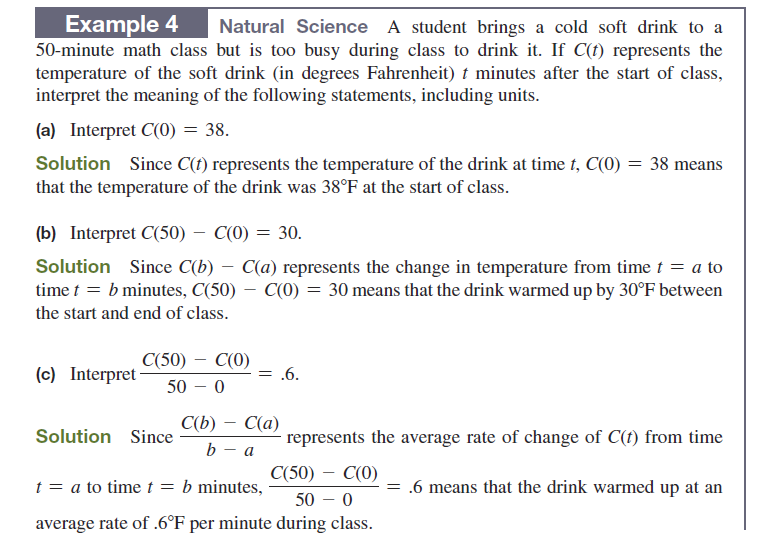 Example 4 Natural Science A student brings a cold soft drink to a
50-minute math class but is too busy during class to drink it. If C(t) represents the
temperature of the soft drink (in degrees Fahrenheit) t minutes after the start of class,
interpret the meaning of the following statements, including units.
(a) Interpret C(0) = 38.
Solution Since C(t) represents the temperature of the drink at time t, C(0) = 38 means
that the temperature of the drink was 38°F at the start of class.
(b) Interpret C(50) − C(0) = 30.
Solution Since C(b) − C(a) represents the change in temperature from time t = a to
time t = b minutes, C(50) − C(0) = 30 means that the drink warmed up by 30°F between
the start and end of class.
(c) Interpret \frac{C(50) − C(0)}{50 − 0} = .6.
Solution Since \frac{C(b) − C(a)}{b − a} represents the average rate of change of C(t) from time
t = a to time t = b minutes, \frac{C(50) − C(0)}{50 − 0} = .6 means that the drink warmed up at an
average rate of .6°F per minute during class.